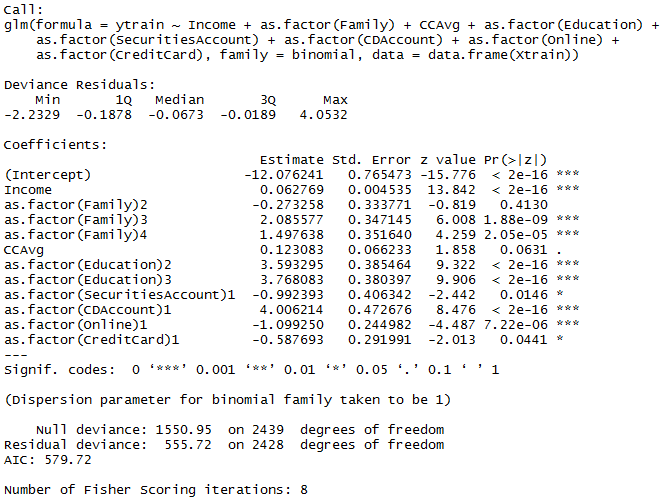 Call:
glm(formula = ytrain ~ Income + as.factor(Family) + CCAvg + as.factor(Education) +
    as.factor(SecuritiesAccount) + as.factor(CDAccount) + as.factor(Online) +
    as.factor(CreditCard), family = binomial, data = data.frame(Xtrain))
Deviance Residuals:
    Min       1Q   Median       3Q      Max
-2.2329  -0.1878  -0.0673  -0.0189   4.0532
Coefficients:
                               Estimate Std. Error z value Pr(>|z|)
(Intercept)                  -12.076241   0.765473 -15.776  < 2e-16 ***
Income                         0.062769   0.004535  13.842  < 2e-16 ***
as.factor(Family)2            -0.273258   0.333771  -0.819   0.4130
as.factor(Family)3             2.085577   0.347145   6.008 1.88e-09 ***
as.factor(Family)4             1.497638   0.351640   4.259 2.05e-05 ***
CCAvg                          0.123083   0.066233   1.858   0.0631 .
as.factor(Education)2          3.593295   0.385464   9.322  < 2e-16 ***
as.factor(Education)3          3.768083   0.380397   9.906  < 2e-16 ***
as.factor(SecuritiesAccount)1 -0.992393   0.406342  -2.442   0.0146 *
as.factor(CDAccount)1          4.006214   0.472676   8.476  < 2e-16 ***
as.factor(Online)1            -1.099250   0.244982  -4.487 7.22e-06 ***
as.factor(CreditCard)1        -0.587693   0.291991  -2.013   0.0441 *
---
Signif. codes:  0 ‘***’ 0.001 ‘**’ 0.01 ‘*’ 0.05 ‘.’ 0.1 ‘ ’ 1
(Dispersion parameter for binomial family taken to be 1)
    Null deviance: 1550.95  on 2439  degrees of freedom
Residual deviance:  555.72  on 2428  degrees of freedom
AIC: 579.72
Number of Fisher Scoring iterations: 8